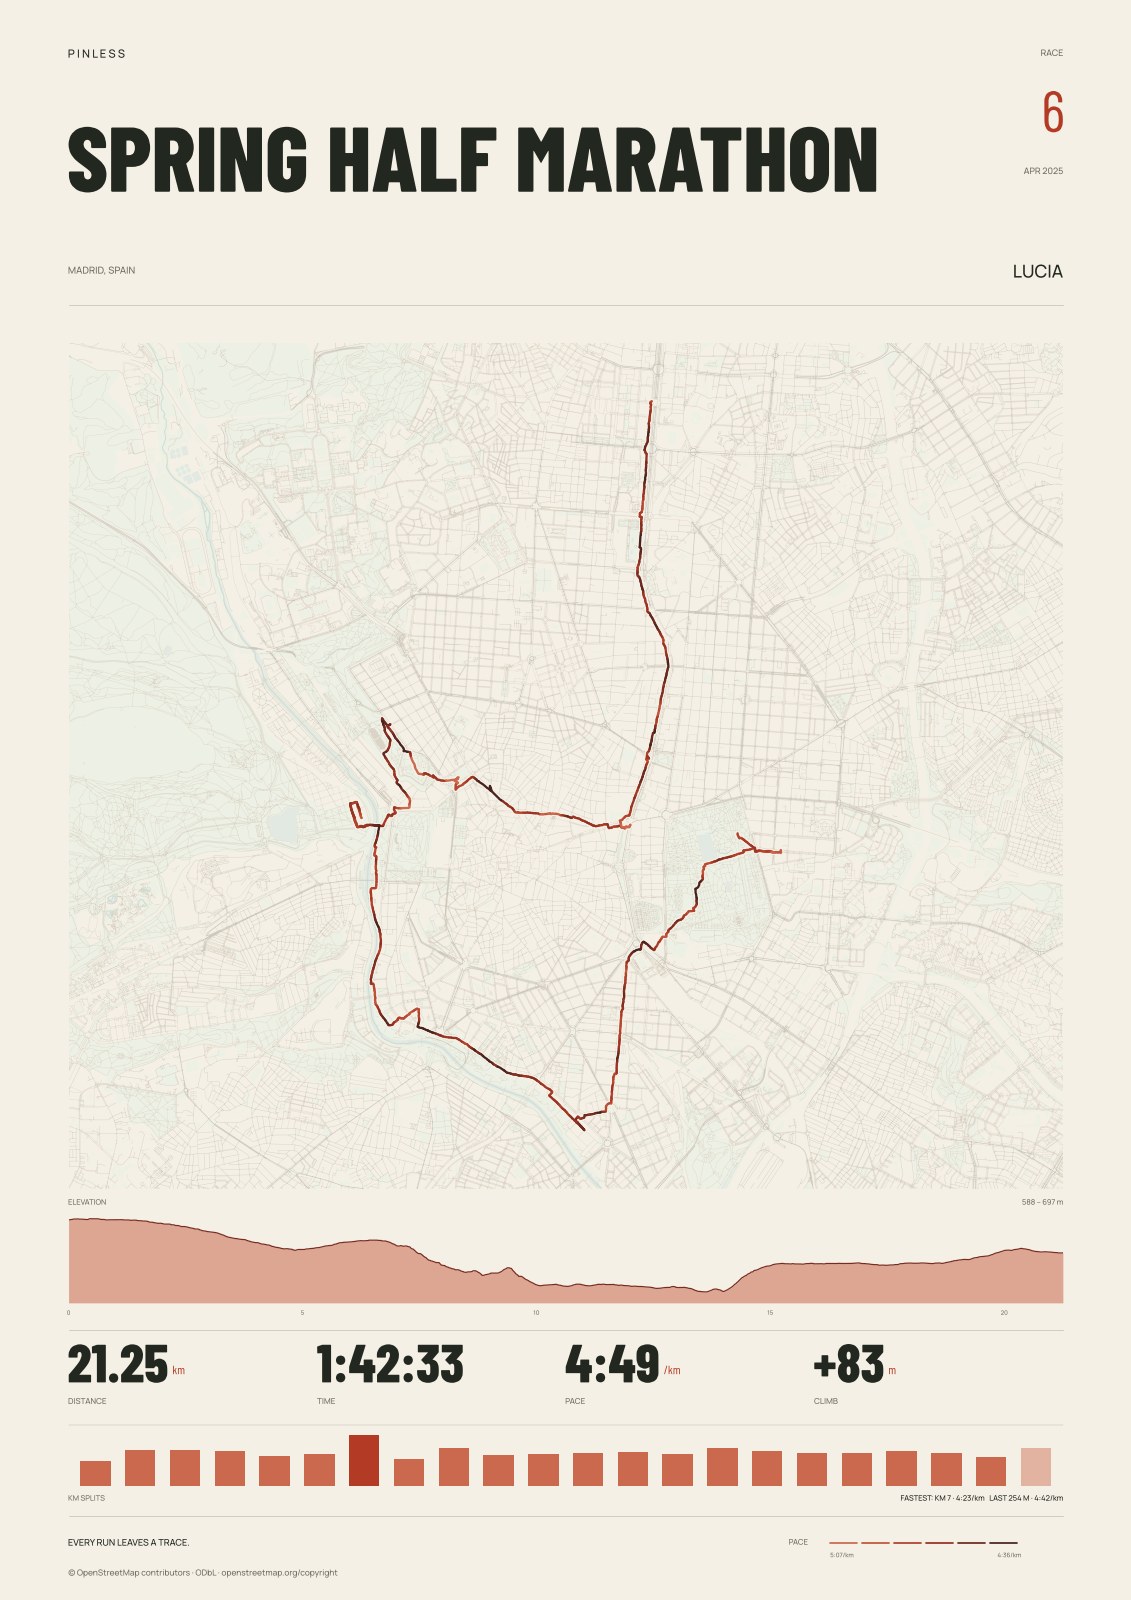 PINLESS
RACE
6
SPRING HALF MARATHON
APR 2025
MADRID, SPAIN
LUCIA
ELEVATION
588 – 697 m
0 5 10 15 20
21.25 km
1:42:33
4:49 /km
+83 m
DISTANCE
TIME
PACE
CLIMB
KM SPLITS
FASTEST: KM 7 · 4:23/km LAST 254 M · 4:42/km
EVERY RUN LEAVES A TRACE.
PACE
5:07/km
4:36/km
© OpenStreetMap contributors · ODbL · openstreetmap.org/copyright